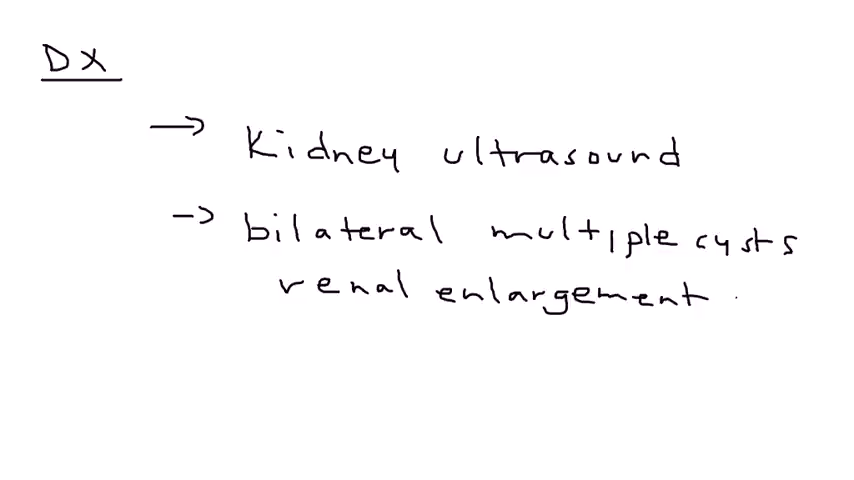 DX
→ Kidney ultrasound
→ bilateral multiple cysts
renal enlargement